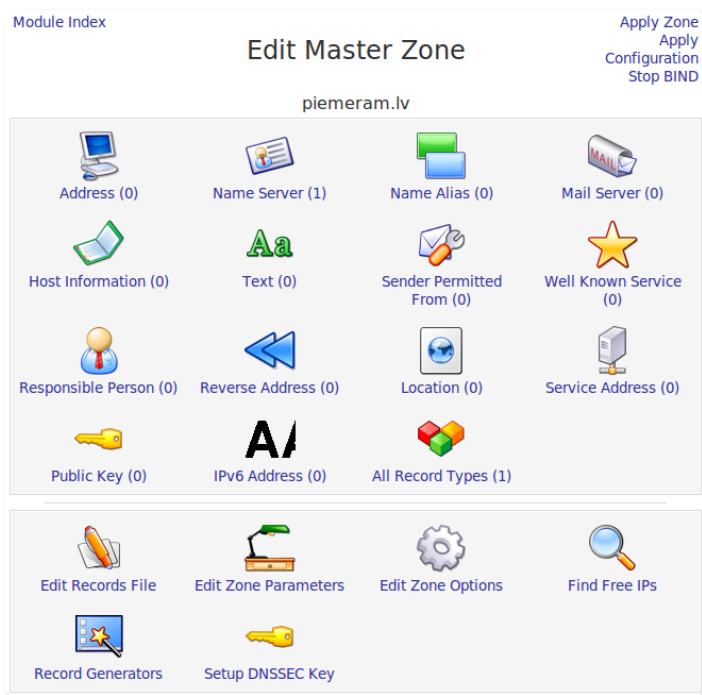 Module Index
Apply Zone
Apply
Configuration
Stop BIND
Edit Master Zone
piemeram.lv
MAIL
Address (0)
Name Server (1)
Name Alias (0)
Mail Server (0)
Aa
Host Information (0)
Text (0)
Sender Permitted
From (0)
Well Known Service
(0)
Responsible Person (0)
Reverse Address (0)
Location (0)
Service Address (0)
Public Key (0)
IPv6 Address (0)
All Record Types (1)
Edit Records File
Edit Zone Parameters
Edit Zone Options
Find Free IPs
Record Generators
Setup DNSSEC Key